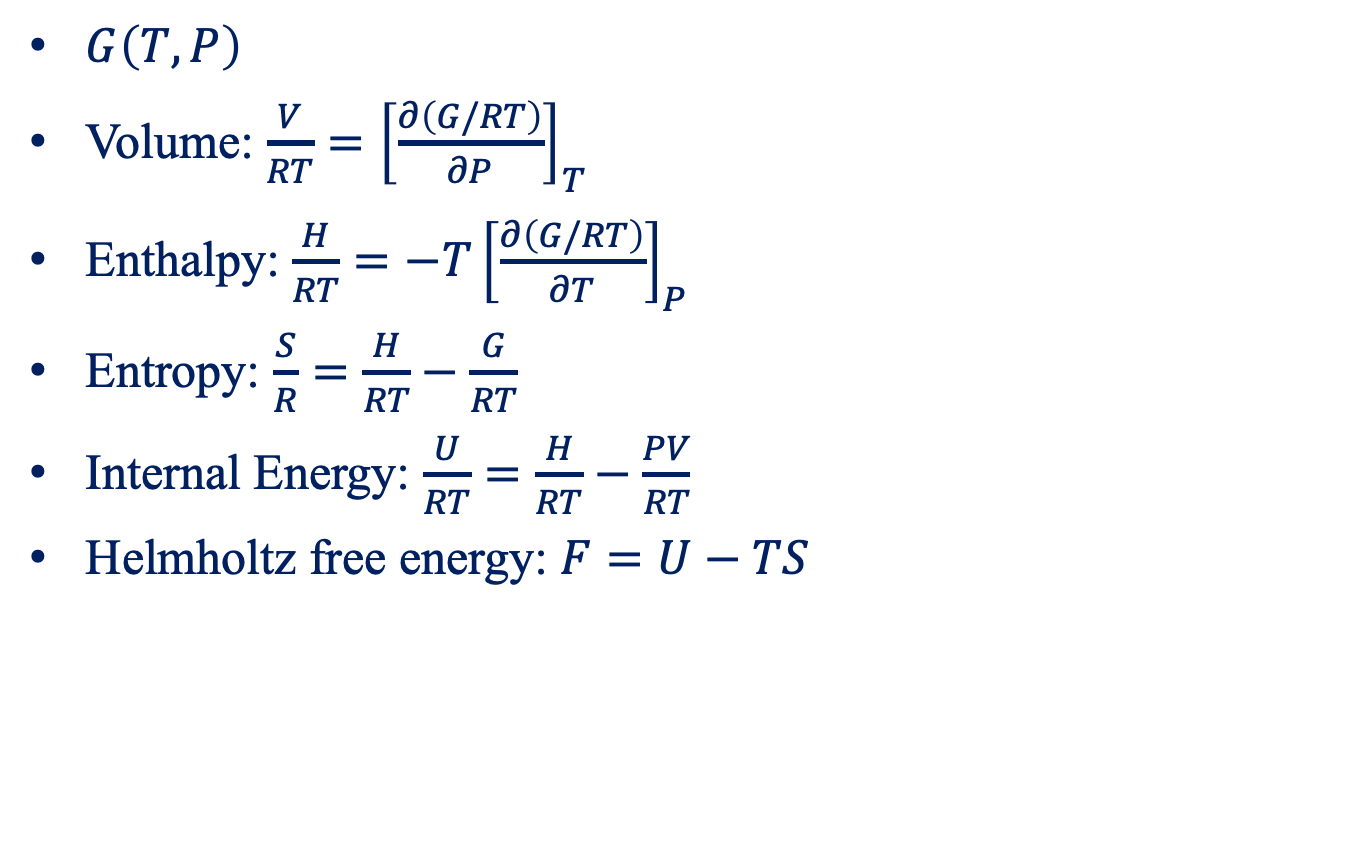 • G(T, P)
• Volume: V/RT = [∂(G/RT)/∂P]_T
• Enthalpy: H/RT = −T [∂(G/RT)/∂T]_P
• Entropy: S/R = H/RT − G/RT
• Internal Energy: U/RT = H/RT − PV/RT
• Helmholtz free energy: F = U − TS